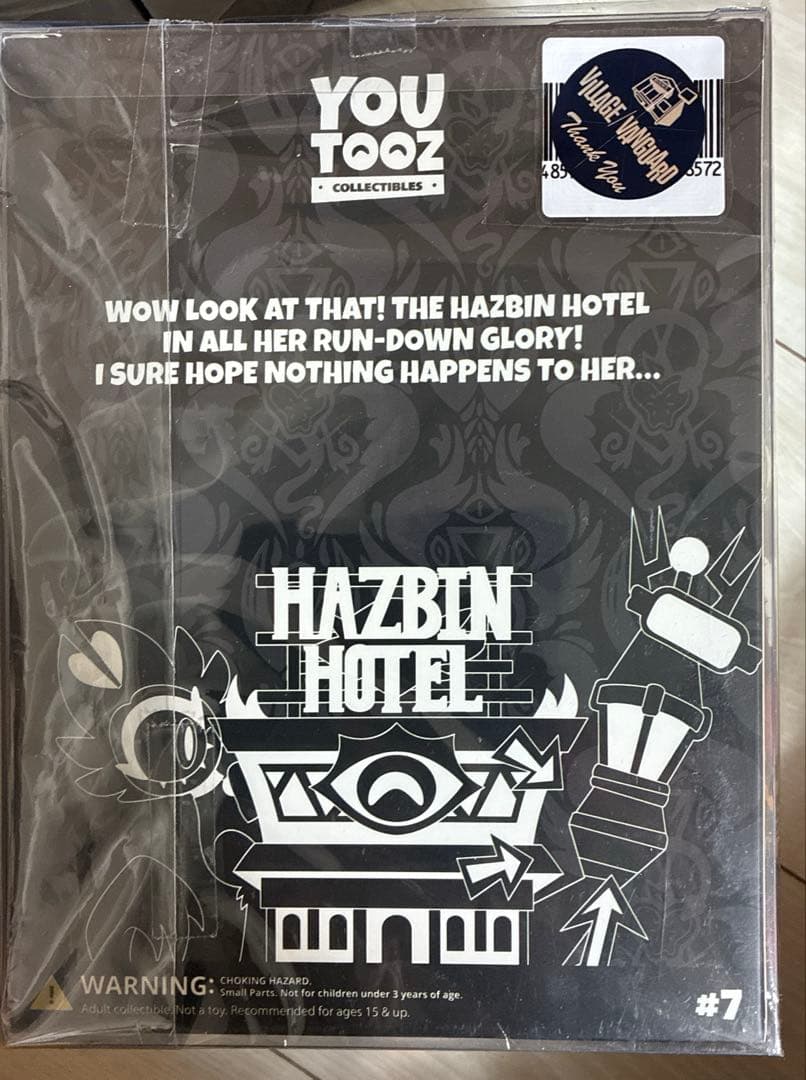 YOU
TOOZ
• COLLECTIBLES •
VILLAGE VANGUARD
Thank You
485
6572
WOW LOOK AT THAT! THE HAZBIN HOTEL
IN ALL HER RUN-DOWN GLORY!
I SURE HOPE NOTHING HAPPENS TO HER...
HAZBIN
HOTEL
WARNING: CHOKING HAZARD.
Small Parts. Not for children under 3 years of age.
Adult collectible. Not a toy. Recommended for ages 15 & up.
#7